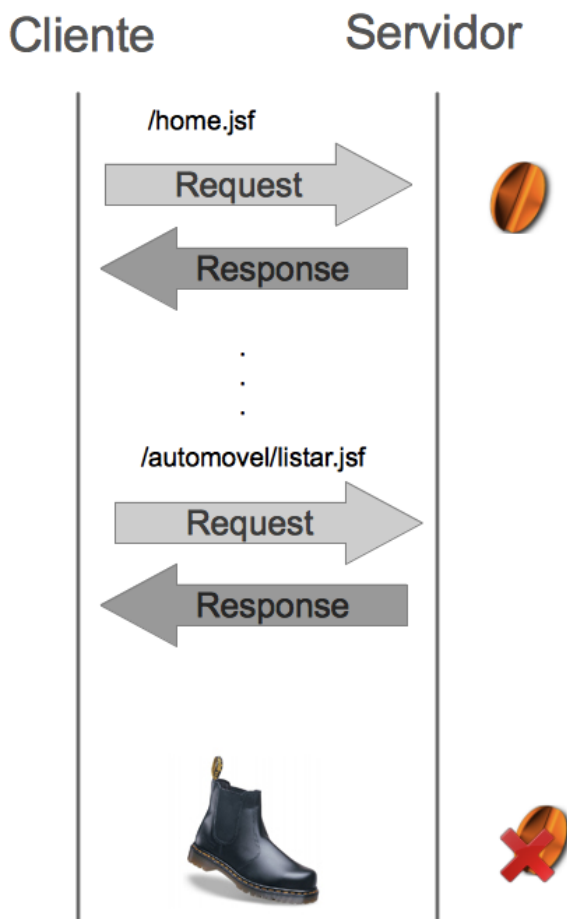 Cliente
Servidor
/home.jsf
Request
Response
.
.
.
/automovel/listar.jsf
Request
Response